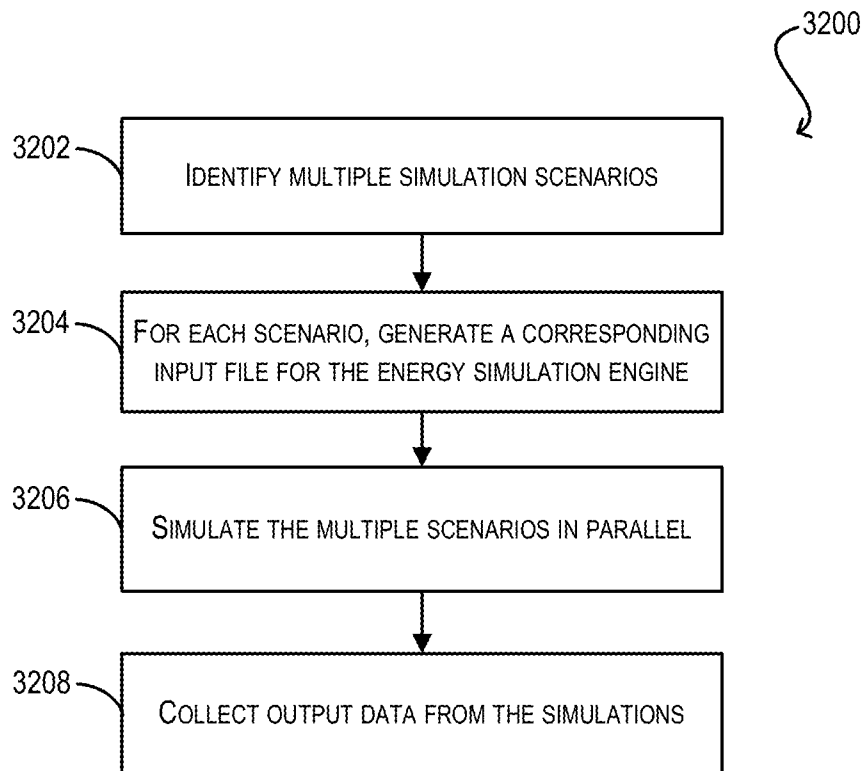 3200
3202
IDENTIFY MULTIPLE SIMULATION SCENARIOS
3204
FOR EACH SCENARIO, GENERATE A CORRESPONDING
INPUT FILE FOR THE ENERGY SIMULATION ENGINE
3206
SIMULATE THE MULTIPLE SCENARIOS IN PARALLEL
3208
COLLECT OUTPUT DATA FROM THE SIMULATIONS